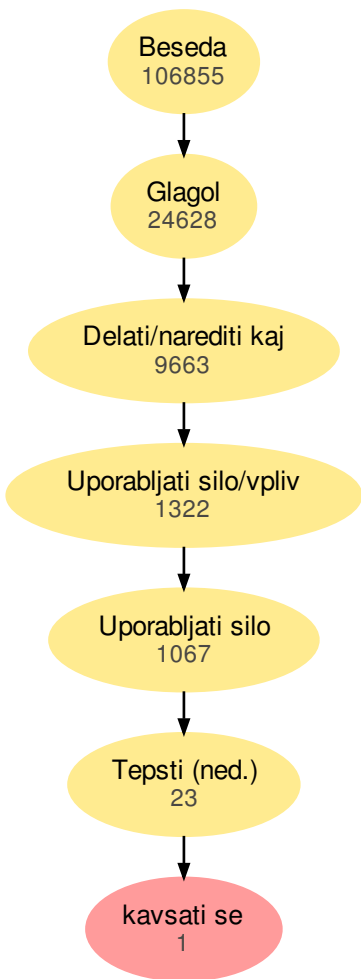 Beseda
106855
Glagol
24628
Delati/narediti kaj
9663
Uporabljati silo/vpliv
1322
Uporabljati silo
1067
Tepsti (ned.)
23
kavsati se
1